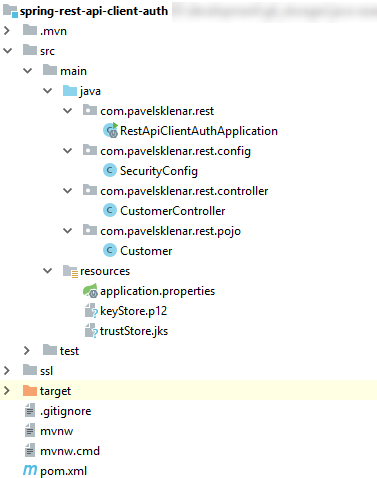 spring-rest-api-client-auth
.mvn
src
main
java
com.pavelsklenar.rest
RestApiClientAuthApplication
com.pavelsklenar.rest.config
SecurityConfig
com.pavelsklenar.rest.controller
CustomerController
com.pavelsklenar.rest.pojo
Customer
resources
application.properties
keyStore.p12
trustStore.jks
test
ssl
target
.gitignore
mvnw
mvnw.cmd
pom.xml